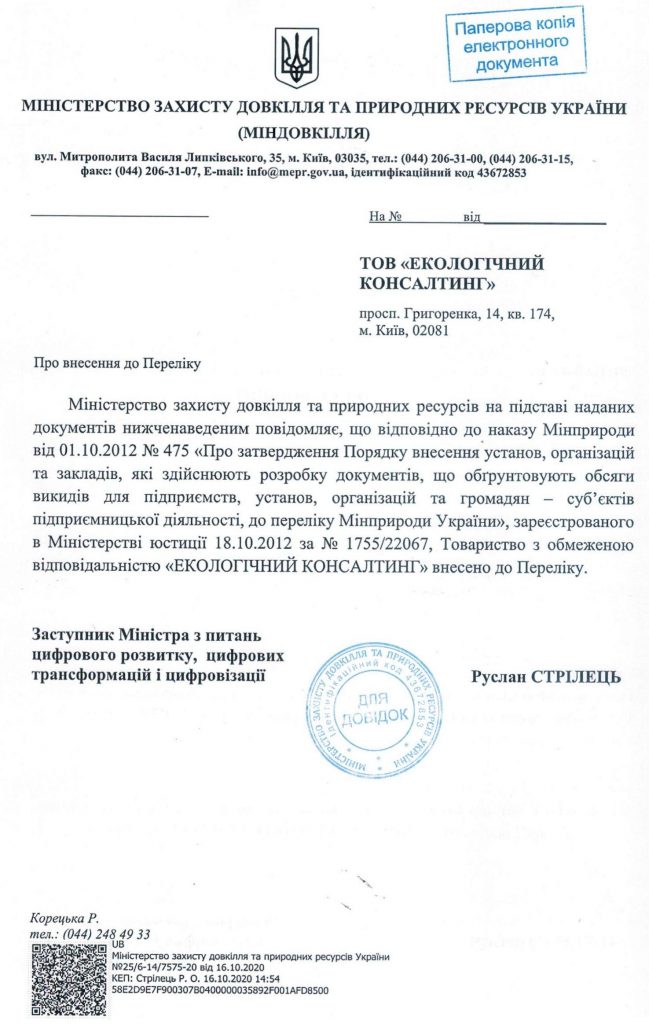 Паперова копія
електронного
документа
МІНІСТЕРСТВО ЗАХИСТУ ДОВКІЛЛЯ ТА ПРИРОДНИХ РЕСУРСІВ УКРАЇНИ
(МІНДОВКІЛЛЯ)
вул. Митрополита Василя Липківського, 35, м. Київ, 03035, тел.: (044) 206-31-00, (044) 206-31-15,
факс: (044) 206-31-07, E-mail: info@mepr.gov.ua, ідентифікаційний код 43672853
На № від
ТОВ «ЕКОЛОГІЧНИЙ
КОНСАЛТИНГ»
просп. Григоренка, 14, кв. 174,
м. Київ, 02081
Про внесення до Переліку
Міністерство захисту довкілля та природних ресурсів на підставі наданих
документів нижченаведеним повідомляє, що відповідно до наказу Мінприроди
від 01.10.2012 № 475 «Про затвердження Порядку внесення установ, організацій
та закладів, які здійснюють розробку документів, що обґрунтовують обсяги
викидів для підприємств, установ, організацій та громадян – суб’єктів
підприємницької діяльності, до переліку Мінприроди України», зареєстрованого
в Міністерстві юстиції 18.10.2012 за № 1755/22067, Товариство з обмеженою
відповідальністю «ЕКОЛОГІЧНИЙ КОНСАЛТИНГ» внесено до Переліку.
Заступник Міністра з питань
цифрового розвитку, цифрових
трансформацій і цифровізації
Руслан СТРІЛЕЦЬ
МІНІСТЕРСТВО ЗАХИСТУ ДОВКІЛЛЯ ТА ПРИРОДНИХ РЕСУРСІВ УКРАЇНИ
Ідентифікаційний код 43672853
ДЛЯ
ДОВІДОК
Корецька Р.
тел.: (044) 248 49 33
UB
Міністерство захисту довкілля та природних ресурсів України
№25/6-14/7575-20 від 16.10.2020
КЕП: Стрілець Р. О. 16.10.2020 14:54
58E2D9E7F900307B0400000035892F001AFD8500